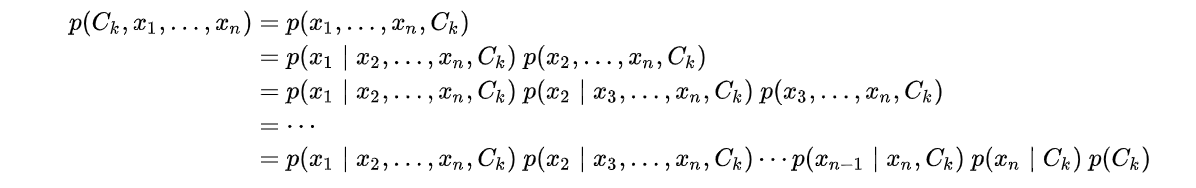 p(C_k, x_1, …, x_n) = p(x_1, …, x_n, C_k)
= p(x_1 | x_2, …, x_n, C_k) p(x_2, …, x_n, C_k)
= p(x_1 | x_2, …, x_n, C_k) p(x_2 | x_3, …, x_n, C_k) p(x_3, …, x_n, C_k)
= ⋯
= p(x_1 | x_2, …, x_n, C_k) p(x_2 | x_3, …, x_n, C_k) ⋯ p(x_{n−1} | x_n, C_k) p(x_n | C_k) p(C_k)